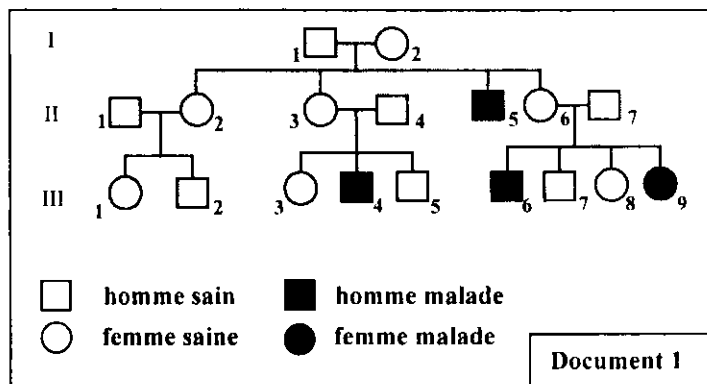 I
1 2
II
1 2 3 4 5 6 7
III
1 2 3 4 5 6 7 8 9
homme sain homme malade
femme saine femme malade
Document 1